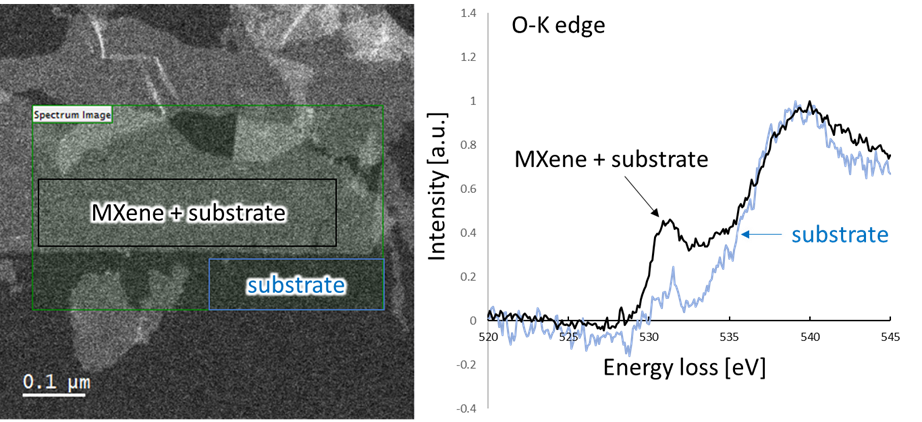 Spectrum Image
MXene + substrate
substrate
0.1 µm
O-K edge
1.4
1.2
1
0.8
0.6
0.4
0.2
0
-0.2
-0.4
Intensity [a.u.]
MXene + substrate
substrate
520
525
530
535
540
545
Energy loss [eV]